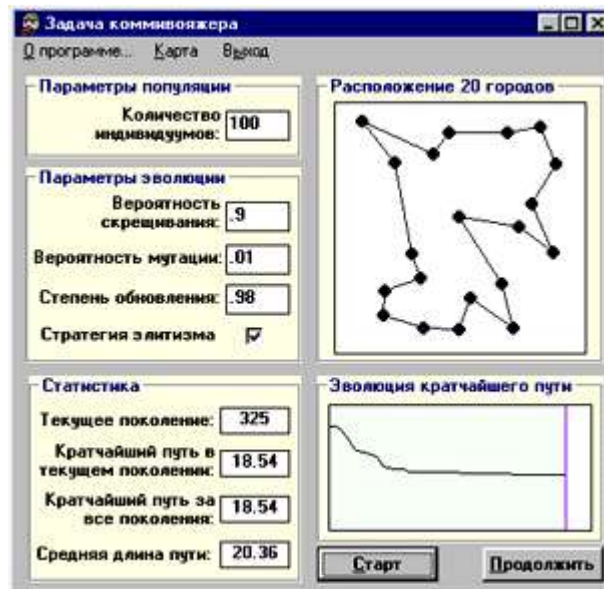 Задача коммивояжера
О программе... Карта Выход
Параметры популяции
Количество
индивидуумов: 100
Параметры эволюции
Вероятность
скрещивания: .9
Вероятность мутации: .01
Степень обновления: .98
Стратегия элитизма
Статистика
Текущее поколение: 325
Кратчайший путь в
текущем поколении: 18.54
Кратчайший путь за
все поколения: 18.54
Средняя длина пути: 20.36
Расположение 20 городов
Эволюция кратчайшего пути
Старт
Продолжить